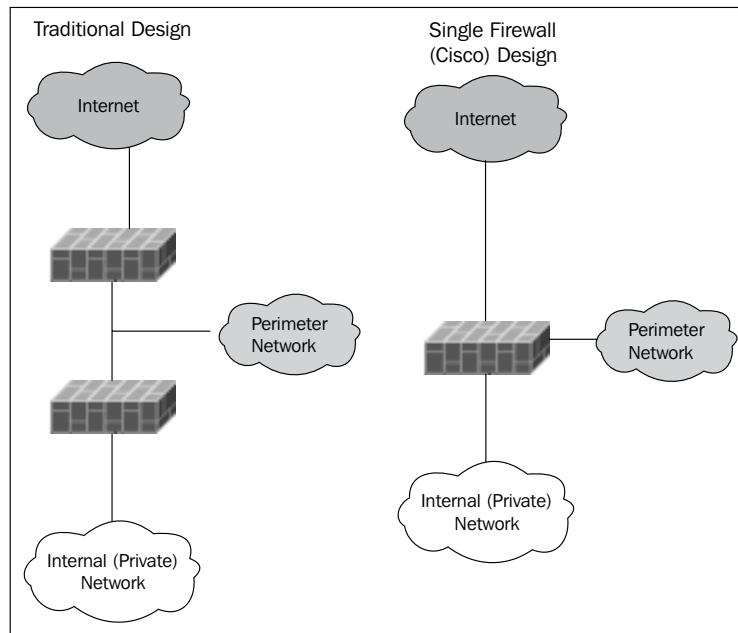 Traditional Design
Internet
Perimeter
Network
Internal (Private)
Network
Single Firewall
(Cisco) Design
Internet
Perimeter
Network
Internal (Private)
Network